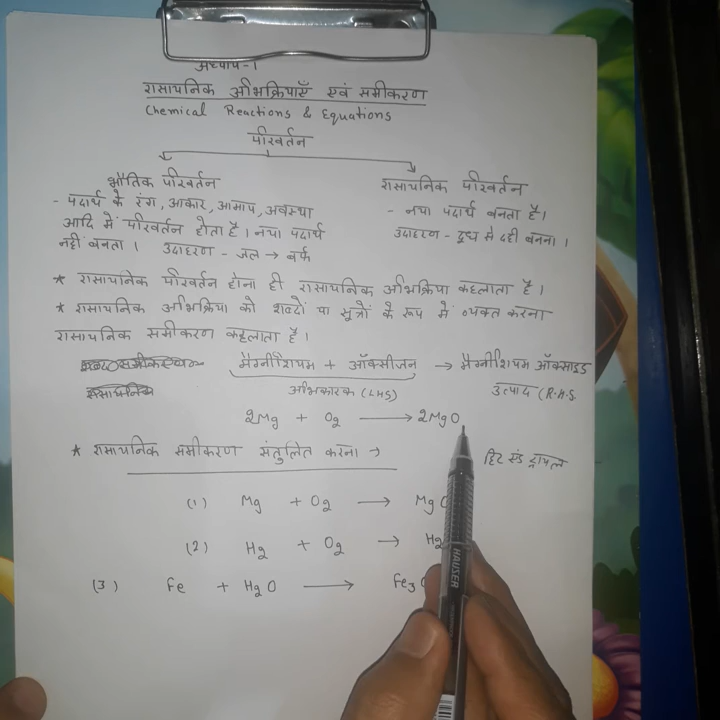 अध्याय-1
रासायनिक अभिक्रियाएँ एवं समीकरण
Chemical Reactions & Equations
परिवर्तन
भौतिक परिवर्तन
- पदार्थ के रंग, आकार, आमाप, अवस्था
आदि में परिवर्तन होता है। नया पदार्थ
नहीं बनता। उदाहरण - जल → बर्फ
रासायनिक परिवर्तन
- नया पदार्थ बनता है।
उदाहरण - दूध से दही बनना।
* रासायनिक परिवर्तन होना ही रासायनिक अभिक्रिया कहलाता है।
* रासायनिक अभिक्रिया को शब्दों या सूत्रों के रूप में व्यक्त करना
रासायनिक समीकरण कहलाता है।
मैग्नीशियम + ऑक्सीजन → मैग्नीशियम ऑक्साइड
अभिकारक (LHS) उत्पाद (R.H.S.
2Mg + O2 → 2MgO
* रासायनिक समीकरण संतुलित करना →
हिट एंड ट्रायल
(1) Mg + O2 → MgO
(2) H2 + O2 → H2
(3) Fe + H2O → Fe3
HAUSER